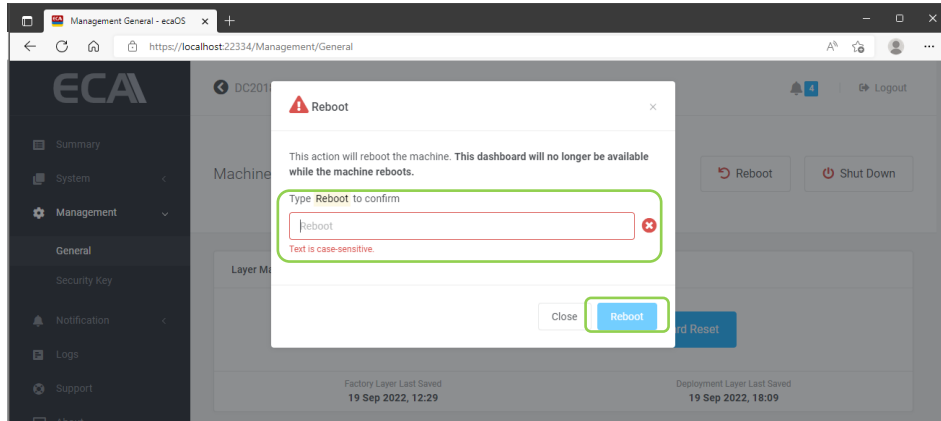 Management General - ecaOS
https://localhost:22334/Management/General
ECA
DC2018
4
Logout
Summary
System
Management
General
Security Key
Notification
Logs
Support
About
Machine
Reboot
Shut Down
Reboot
This action will reboot the machine. This dashboard will no longer be available
while the machine reboots.
Type Reboot to confirm
Reboot
Text is case-sensitive.
Close
Reboot
Layer
Reset
Factory Layer Last Saved
19 Sep 2022, 12:29
Deployment Layer Last Saved
19 Sep 2022, 18:09